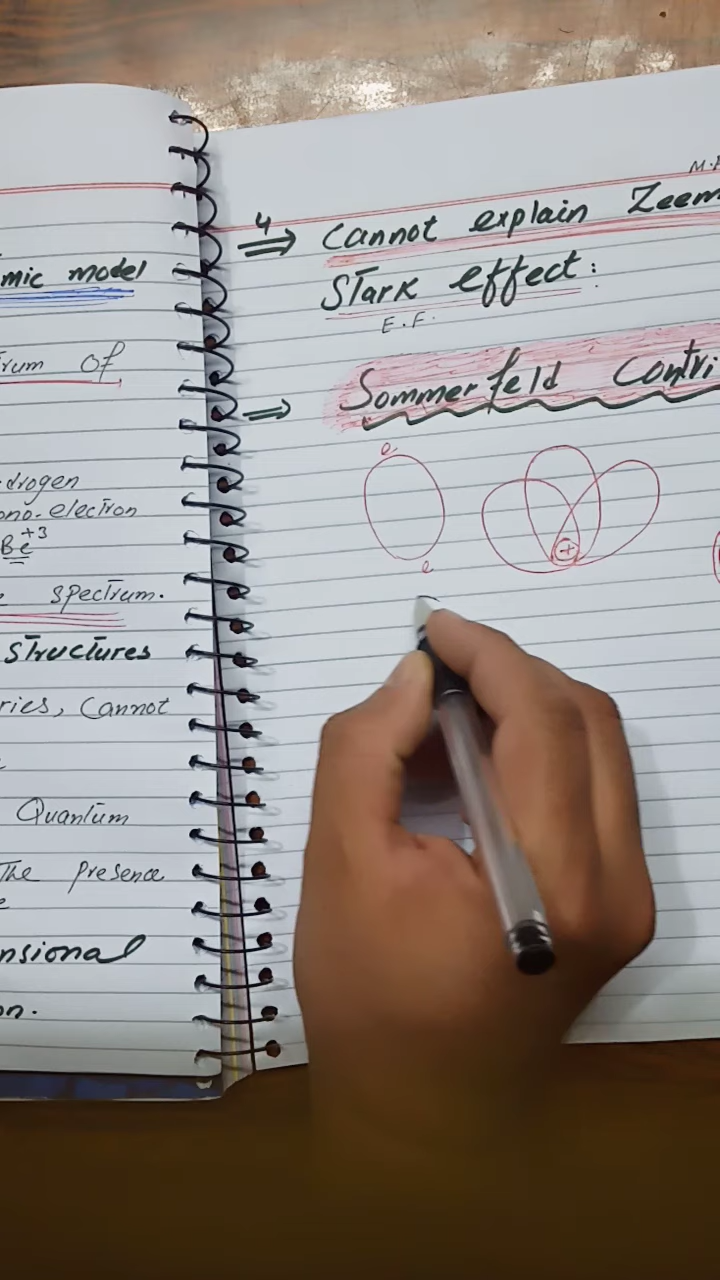 mic model
trum of
drogen
ono-electron
Be+3
spectrum.
structures
ries, Cannot
Quantum
The presence
nsional
on.
4
⇒ Cannot explain Zeem
Stark effect:
E.F.
⇒ Sommerfeld Contri
e
+
e